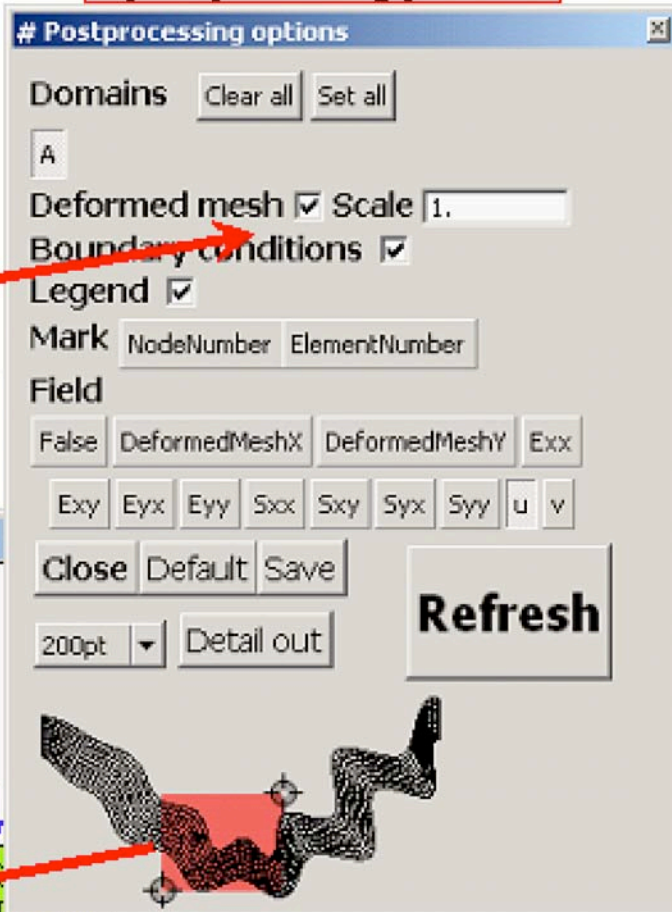 # Postprocessing options
Domains Clear all Set all
A
Deformed mesh Scale 1.
Boundary conditions
Legend
Mark NodeNumber ElementNumber
Field
False DeformedMeshX DeformedMeshY Exx
Exy Eyx Eyy Sxx Sxy Syx Syy u v
Close Default Save
Refresh
200pt Detail out